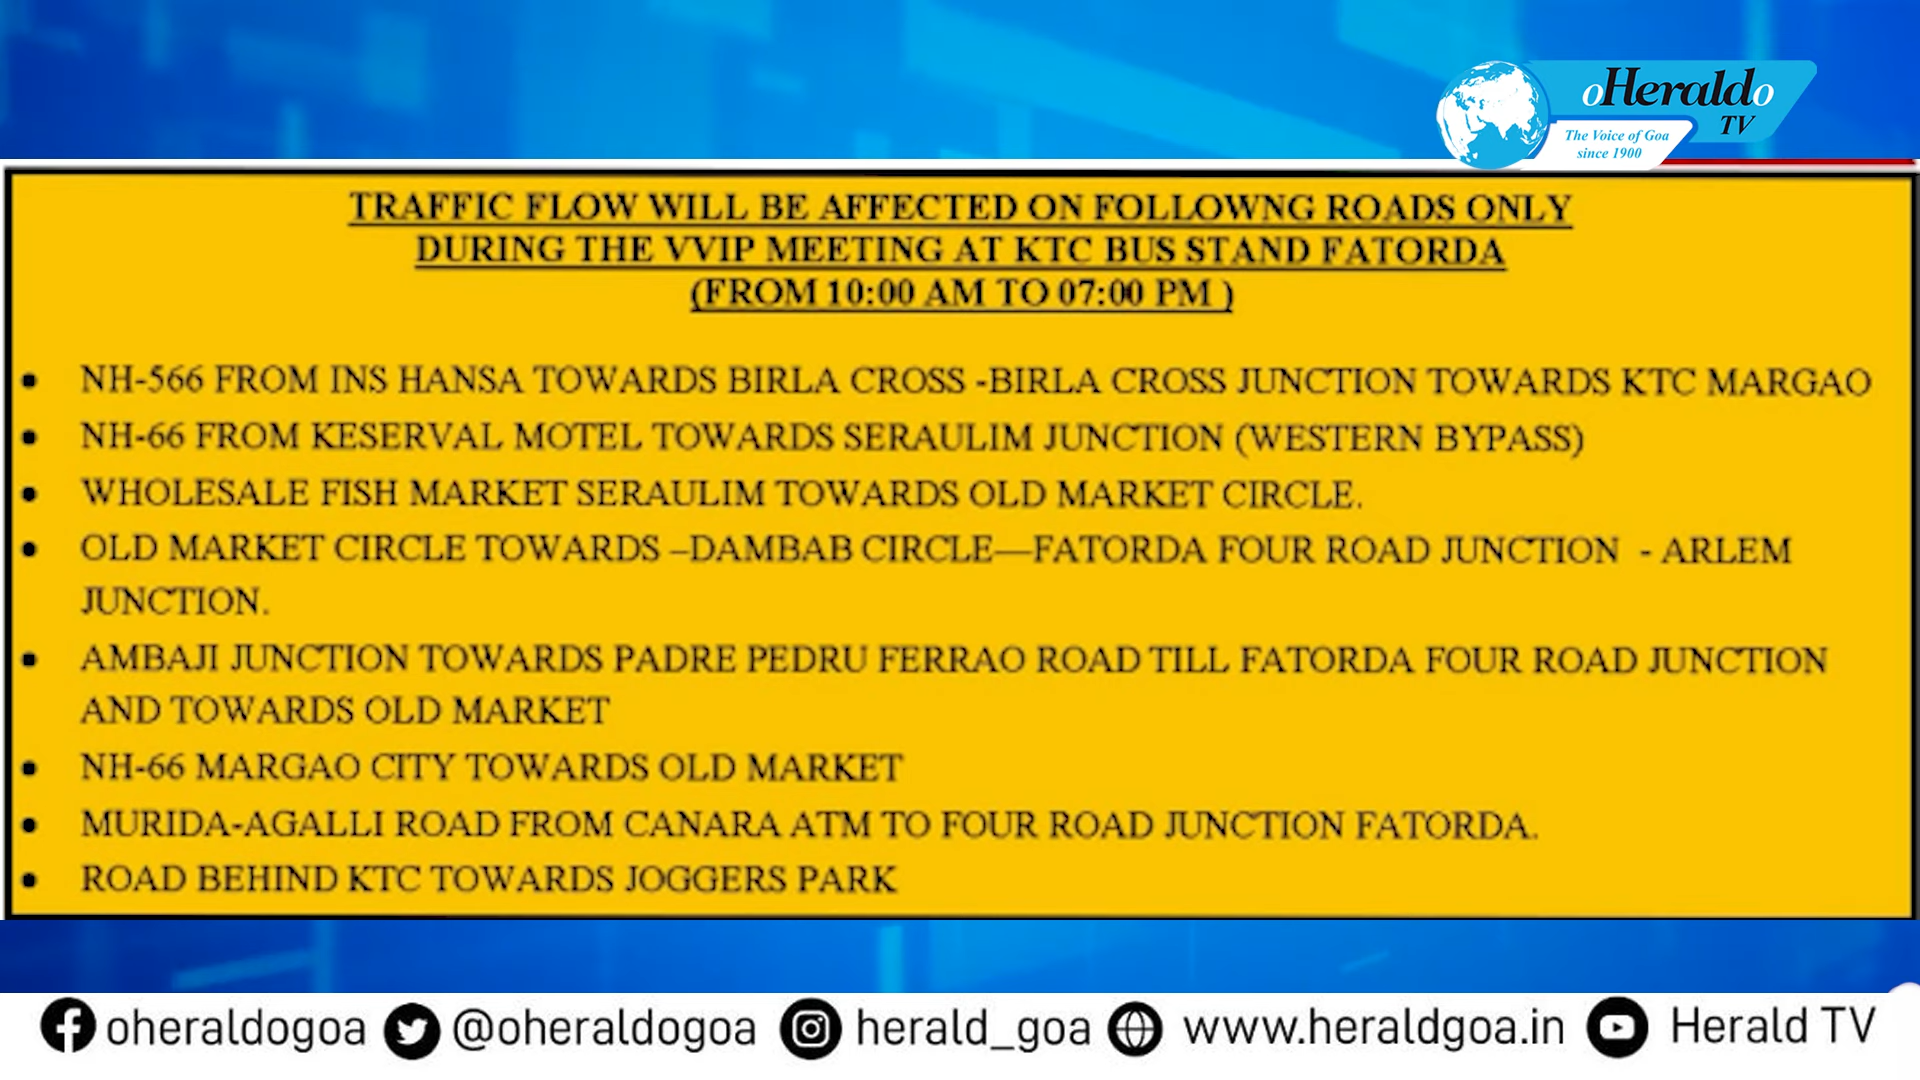 oHeraldo
TV
The Voice of Goa
since 1900
TRAFFIC FLOW WILL BE AFFECTED ON FOLLOWNG ROADS ONLY
DURING THE VVIP MEETING AT KTC BUS STAND FATORDA
(FROM 10:00 AM TO 07:00 PM )
• NH-566 FROM INS HANSA TOWARDS BIRLA CROSS -BIRLA CROSS JUNCTION TOWARDS KTC MARGAO
• NH-66 FROM KESERVAL MOTEL TOWARDS SERAULIM JUNCTION (WESTERN BYPASS)
• WHOLESALE FISH MARKET SERAULIM TOWARDS OLD MARKET CIRCLE.
• OLD MARKET CIRCLE TOWARDS –DAMBAB CIRCLE—FATORDA FOUR ROAD JUNCTION - ARLEM
JUNCTION.
• AMBAJI JUNCTION TOWARDS PADRE PEDRU FERRAO ROAD TILL FATORDA FOUR ROAD JUNCTION
AND TOWARDS OLD MARKET
• NH-66 MARGAO CITY TOWARDS OLD MARKET
• MURIDA-AGALLI ROAD FROM CANARA ATM TO FOUR ROAD JUNCTION FATORDA.
• ROAD BEHIND KTC TOWARDS JOGGERS PARK
oheraldogoa @oheraldogoa herald_goa www.heraldgoa.in Herald TV